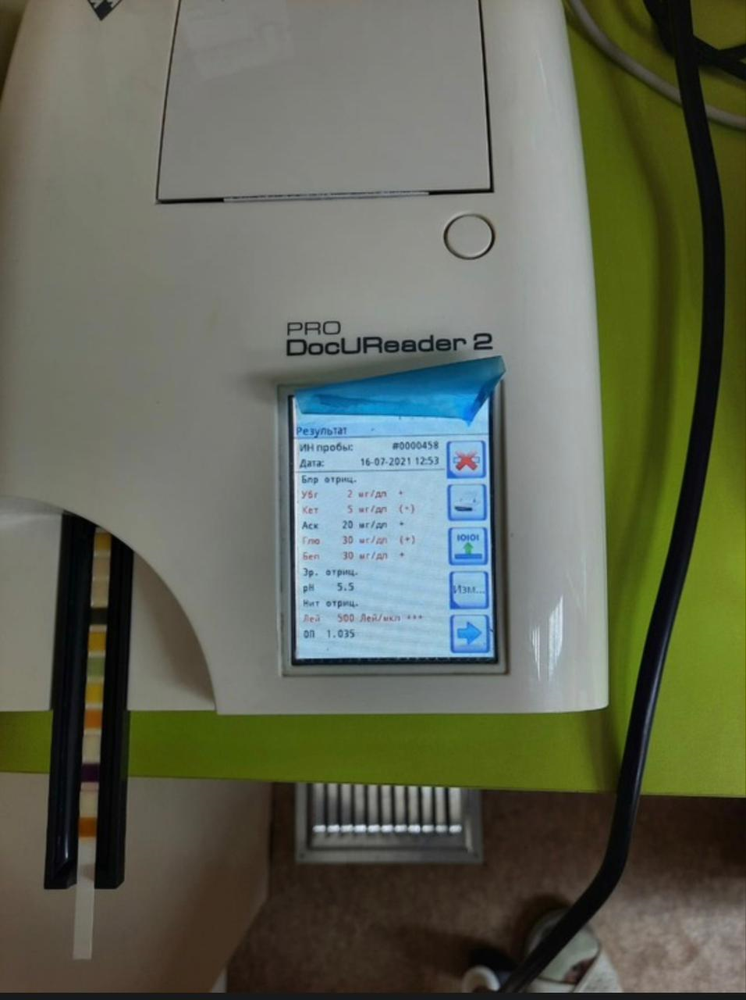 PRO
DocUReader 2
Результат
ИН пробы: #0000458
Дата: 16-07-2021 12:53
Блр отриц.
Убг 2 мг/дл +
Кет 5 мг/дл (+)
Аск 20 мг/дл +
Глю 30 мг/дл (+)
Бел 30 мг/дл +
Эр. отриц.
pH 5.5
Нит отриц.
Лей 500 Лей/мкл +++
ОП 1.035
IOIOI
Изм...